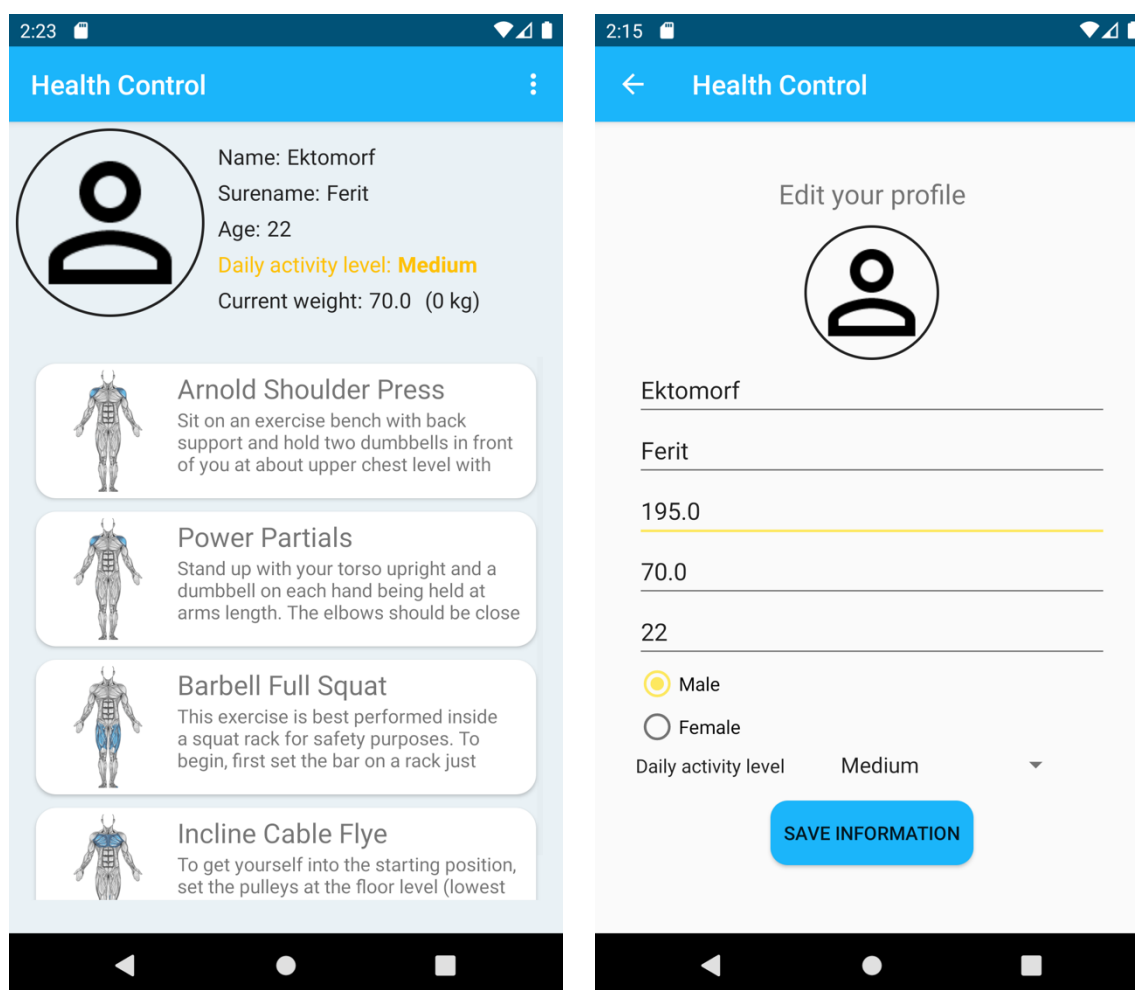 2:23
Health Control
Name: Ektomorf
Surename: Ferit
Age: 22
Daily activity level: Medium
Current weight: 70.0 (0 kg)
Arnold Shoulder Press
Sit on an exercise bench with back
support and hold two dumbbells in front
of you at about upper chest level with
Power Partials
Stand up with your torso upright and a
dumbbell on each hand being held at
arms length. The elbows should be close
Barbell Full Squat
This exercise is best performed inside
a squat rack for safety purposes. To
begin, first set the bar on a rack just
Incline Cable Flye
To get yourself into the starting position,
set the pulleys at the floor level (lowest
2:15
Health Control
Edit your profile
Ektomorf
Ferit
195.0
70.0
22
Male
Female
Daily activity level Medium
SAVE INFORMATION